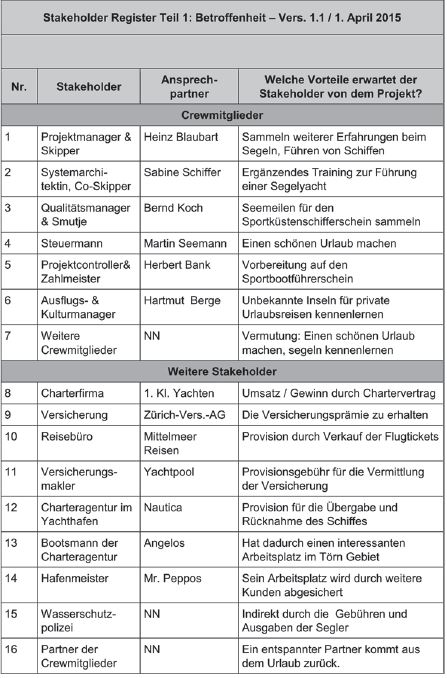 Stakeholder Register Teil 1: Betroffenheit – Vers. 1.1 / 1. April 2015
Nr. Stakeholder Ansprech-partner Welche Vorteile erwartet der Stakeholder von dem Projekt?
Crewmitglieder
1 Projektmanager & Heinz Blaubart Sammeln weiterer Erfahrungen beim
Skipper Segeln, Führen von Schiffen
2 Systemarchi- Sabine Schiffer Ergänzendes Training zur Führung
tektin, Co-Skipper einer Segelyacht
3 Qualitätsmanager Bernd Koch Seemeilen für den
& Smutje Sportküstenschifferschein sammeln
4 Steuermann Martin Seemann Einen schönen Urlaub machen
5 Projektcontroller& Herbert Bank Vorbereitung auf den
Zahlmeister Sportbootführerschein
6 Ausflugs- & Hartmut Berge Unbekannte Inseln für private
Kulturmanager Urlaubsreisen kennenlernen
7 Weitere NN Vermutung: Einen schönen Urlaub
Crewmitglieder machen, segeln kennenlernen
Weitere Stakeholder
8 Charterfirma 1. Kl. Yachten Umsatz / Gewinn durch Chartervertrag
9 Versicherung Zürich-Vers.-AG Die Versicherungsprämie zu erhalten
10 Reisebüro Mittelmeer Provision durch Verkauf der Flugtickets
Reisen
11 Versicherungs- Yachtpool Provisionsgebühr für die Vermittlung
makler der Versicherung
12 Charteragentur im Nautica Provision für die Übergabe und
Yachthafen Rücknahme des Schiffes
13 Bootsmann der Angelos Hat dadurch einen interessanten
Charteragentur Arbeitsplatz im Törn Gebiet
14 Hafenmeister Mr. Peppos Sein Arbeitsplatz wird durch weitere
Kunden abgesichert
15 Wasserschutz- NN Indirekt durch die Gebühren und
polizei Ausgaben der Segler
16 Partner der NN Ein entspannter Partner kommt aus
Crewmitglieder dem Urlaub zurück.